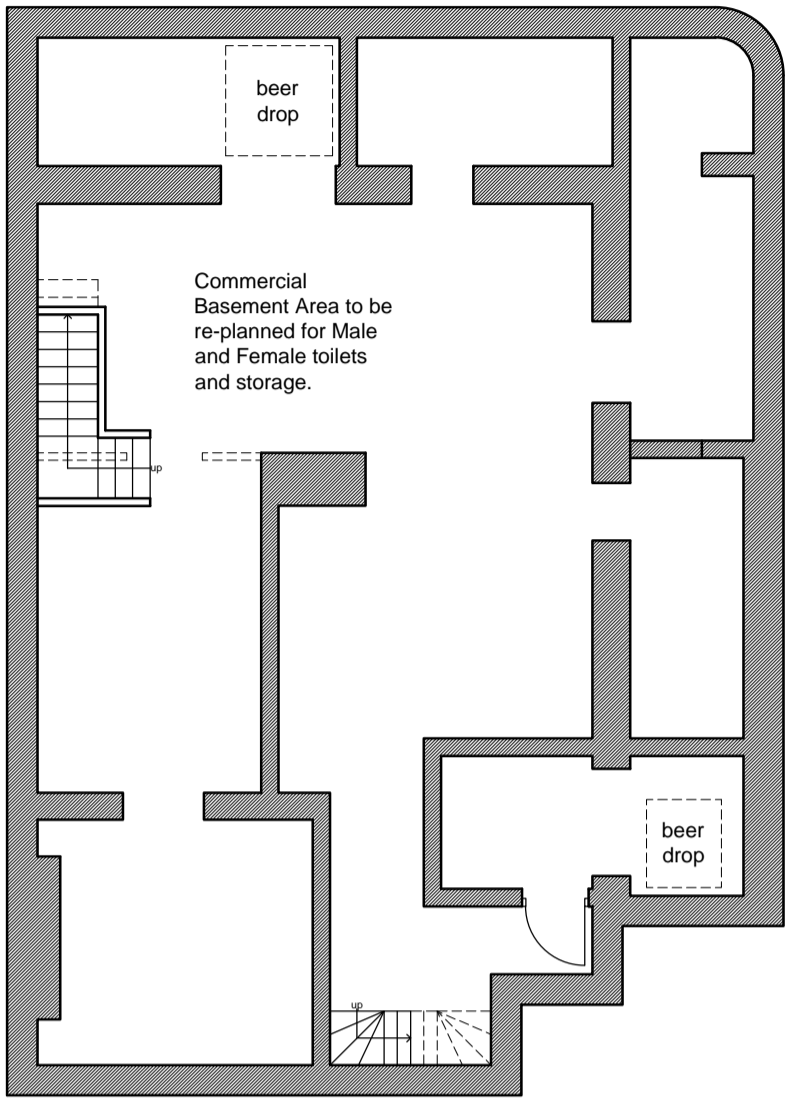 beer
drop
Commercial
Basement Area to be
re-planned for Male
and Female toilets
and storage.
up
beer
drop
up